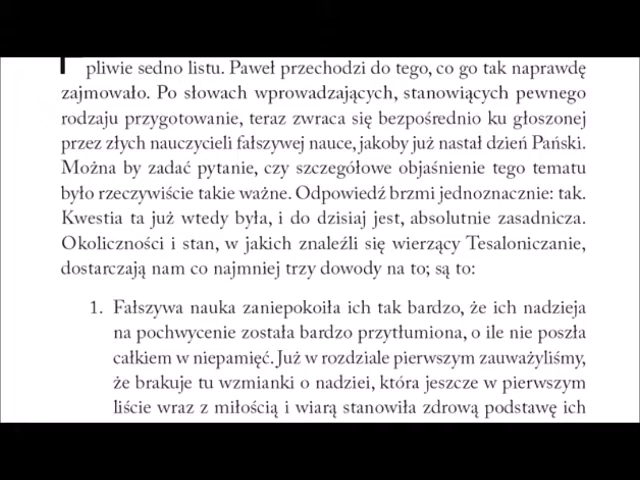 pliwie sedno listu. Paweł przechodzi do tego, co go tak naprawdę
zajmowało. Po słowach wprowadzających, stanowiących pewnego
rodzaju przygotowanie, teraz zwraca się bezpośrednio ku głoszonej
przez złych nauczycieli fałszywej nauce, jakoby już nastał dzień Pański.
Można by zadać pytanie, czy szczegółowe objaśnienie tego tematu
było rzeczywiście takie ważne. Odpowiedź brzmi jednoznacznie: tak.
Kwestia ta już wtedy była, i do dzisiaj jest, absolutnie zasadnicza.
Okoliczności i stan, w jakich znaleźli się wierzący Tesaloniczanie,
dostarczają nam co najmniej trzy dowody na to; są to:
1. Fałszywa nauka zaniepokoiła ich tak bardzo, że ich nadzieja
na pochwycenie została bardzo przytłumiona, o ile nie poszła
całkiem w niepamięć. Już w rozdziale pierwszym zauważyliśmy,
że brakuje tu wzmianki o nadziei, która jeszcze w pierwszym
liście wraz z miłością i wiarą stanowiła zdrową podstawę ich